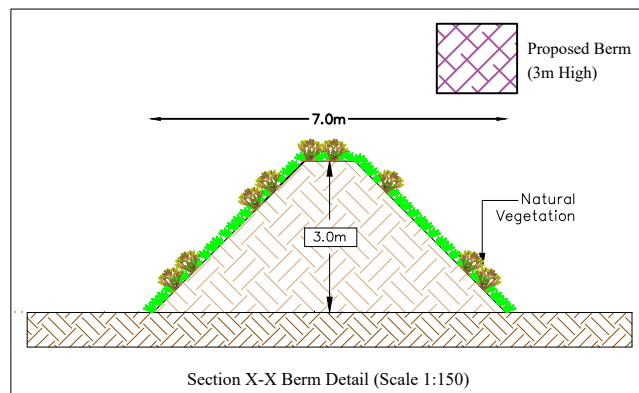 Proposed Berm
(3m High)
7.0m
Natural
Vegetation
3.0m
Section X-X Berm Detail (Scale 1:150)